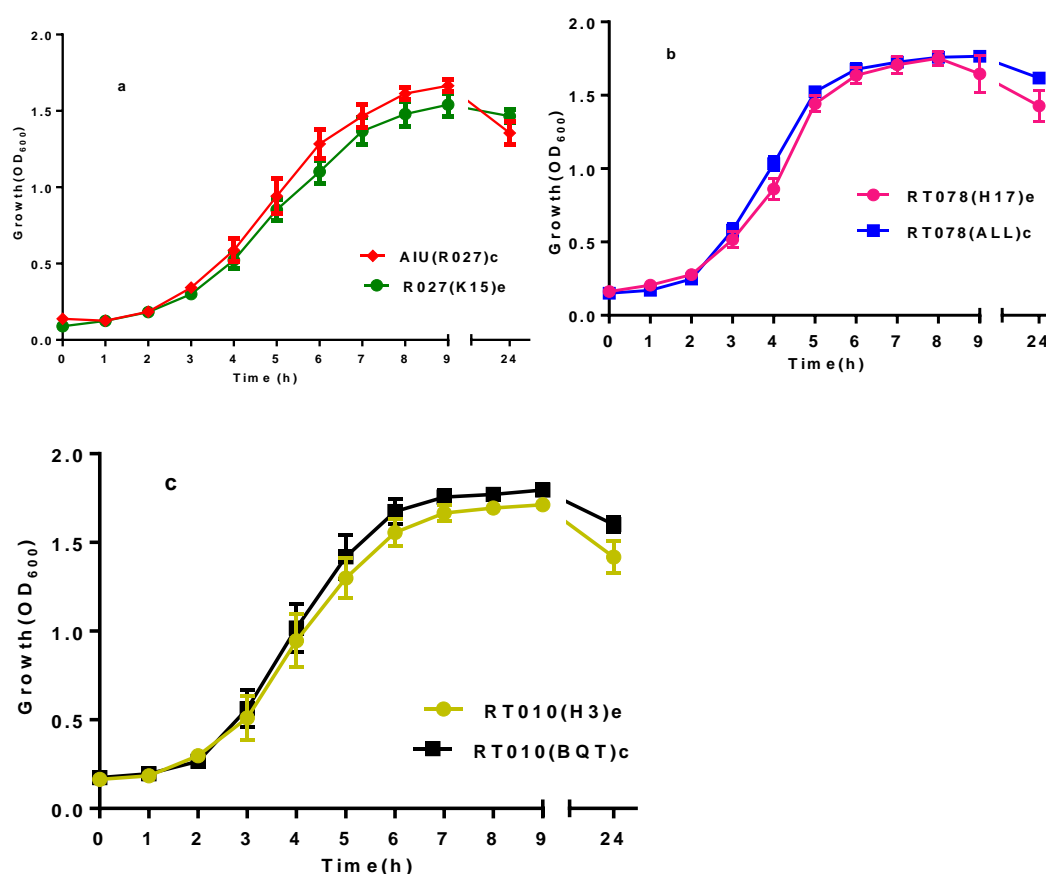 a
2.0
1.5
1.0
0.5
0.0
Growth(OD600)
0 1 2 3 4 5 6 7 8 9 24
Time (h)
AIU(R027)c
R027(K15)e
b
2.0
1.5
1.0
0.5
0.0
Growth(OD600)
0 1 2 3 4 5 6 7 8 9 24
Time(h)
RT078(H17)e
RT078(ALL)c
c
2.0
1.5
1.0
0.5
0.0
Growth(OD600)
0 1 2 3 4 5 6 7 8 9 24
Time(h)
RT010(H3)e
RT010(BQT)c